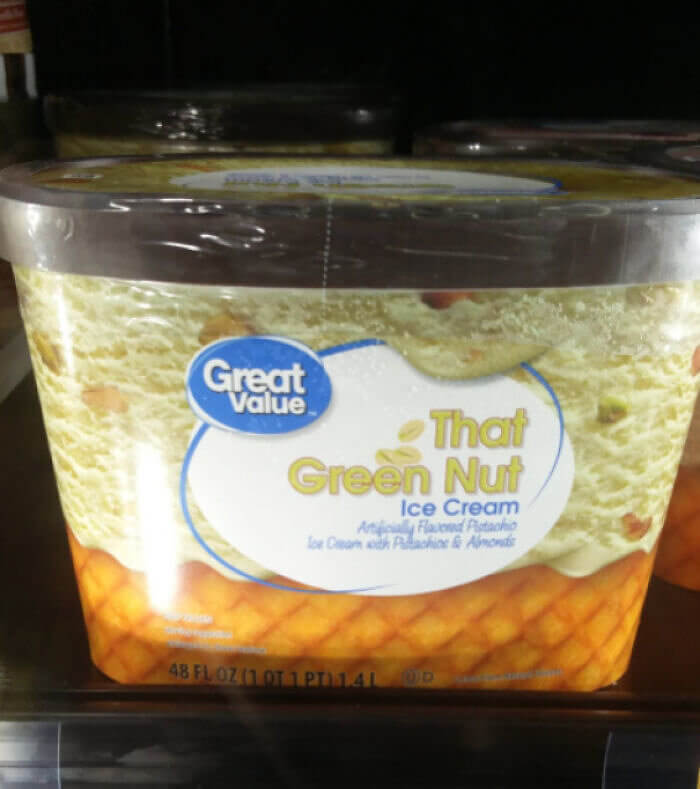 Great
Value
That
Green Nut
Ice Cream
Artificially Flavored Pistachio
Ice Cream with Pistachios & Almonds
48 FL OZ (1 QT 1 PT) 1.4 L U D